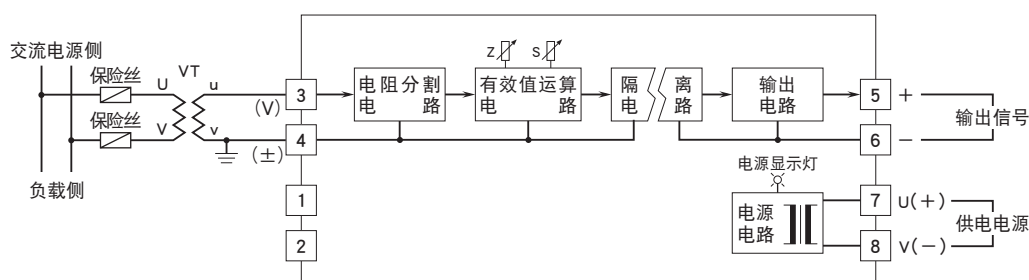 交流电源侧
保险丝
VT
U
u
保险丝
V
v
负载侧
3
(V)
4
(±)
1
2
Z
S
电阻分割
电路
有效值运算
电路
隔离
电路
输出
电路
5
+
6
−
输出信号
电源显示灯
电源
电路
7
U(+)
8
V(−)
供电电源